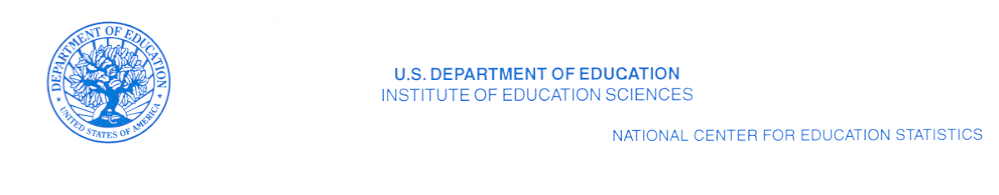 DEPARTMENT OF EDUCATION
UNITED STATES OF AMERICA
U.S. DEPARTMENT OF EDUCATION
INSTITUTE OF EDUCATION SCIENCES
NATIONAL CENTER FOR EDUCATION STATISTICS